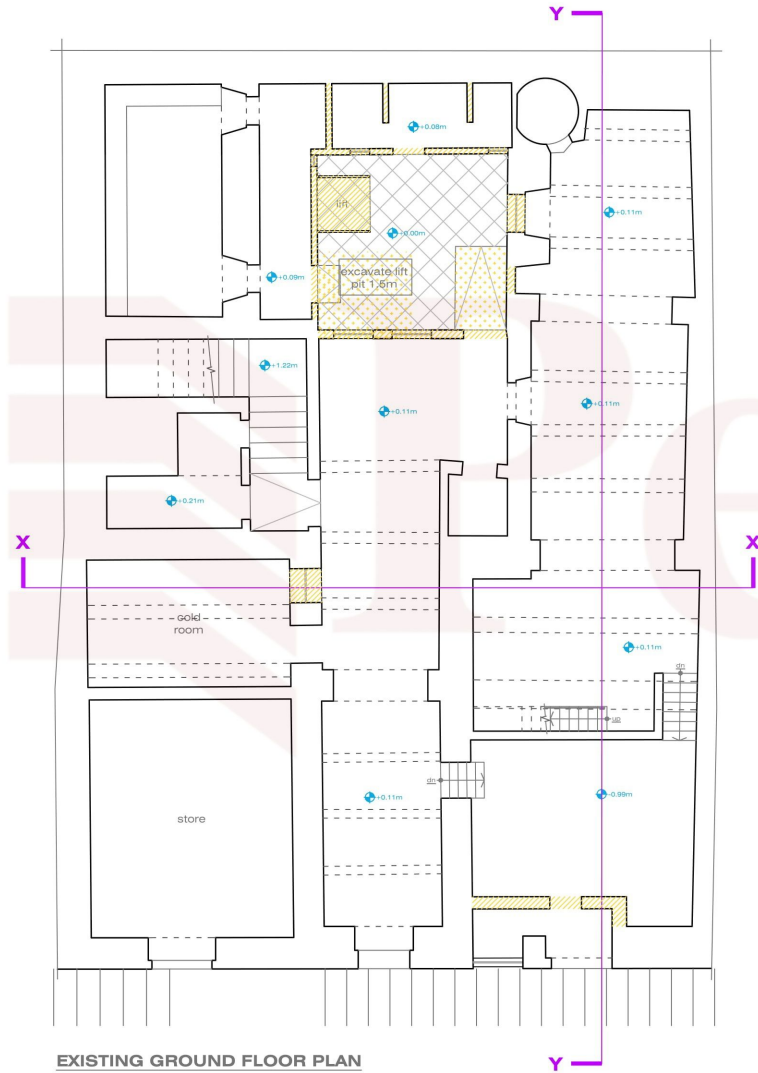 Y
+0.08m
lift
+0.11m
+0.00m
excavate lift
pit 1.5m
+0.09m
+1.22m
+0.11m
+0.11m
+0.21m
X
X
cold
room
+0.11m
dn
up
dn
+0.11m
-0.99m
store
EXISTING GROUND FLOOR PLAN
Y
Pe